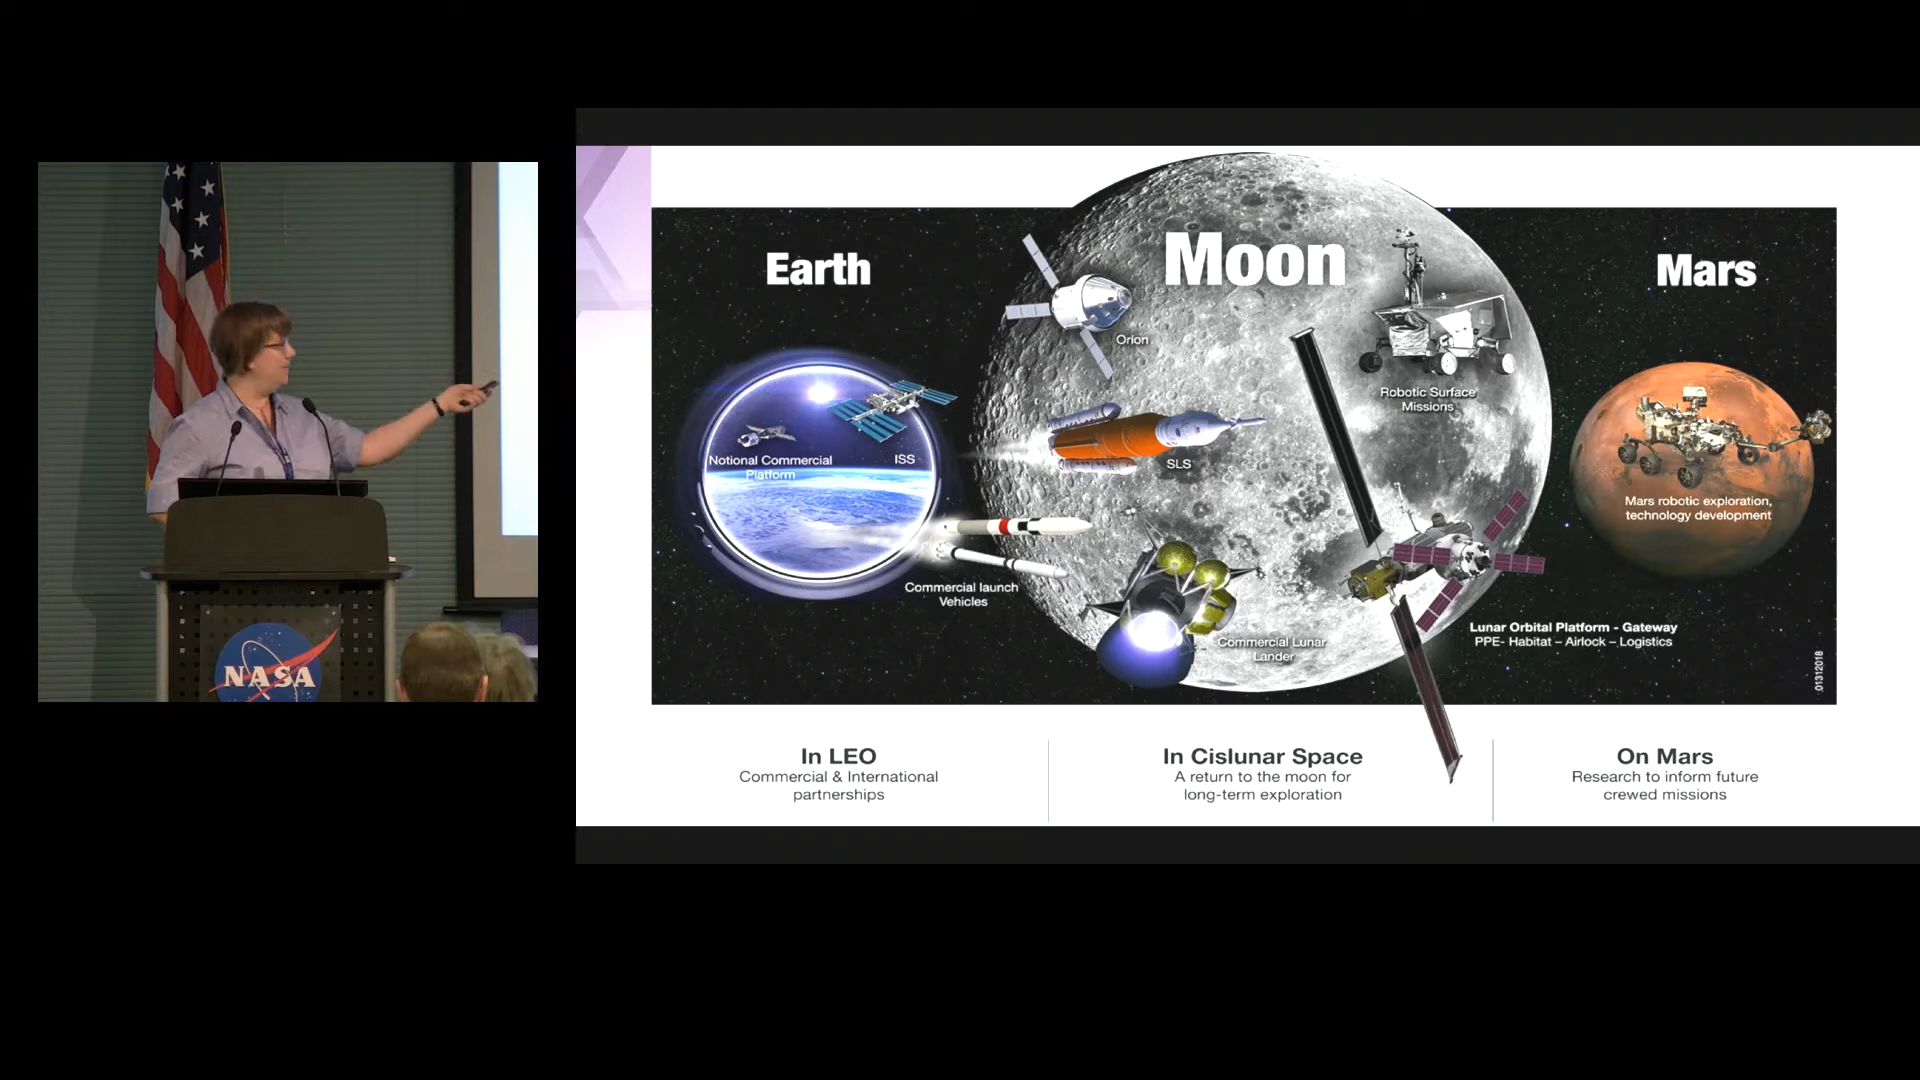 NASA
Earth
Moon
Mars
Orion
Robotic Surface
Missions
Notional Commercial
Platform
ISS
SLS
Mars robotic exploration,
technology development
Commercial launch
Vehicles
Commercial Lunar
Lander
Lunar Orbital Platform - Gateway
PPE- Habitat – Airlock – Logistics
01312018
In LEO
Commercial & International
partnerships
In Cislunar Space
A return to the moon for
long-term exploration
On Mars
Research to inform future
crewed missions